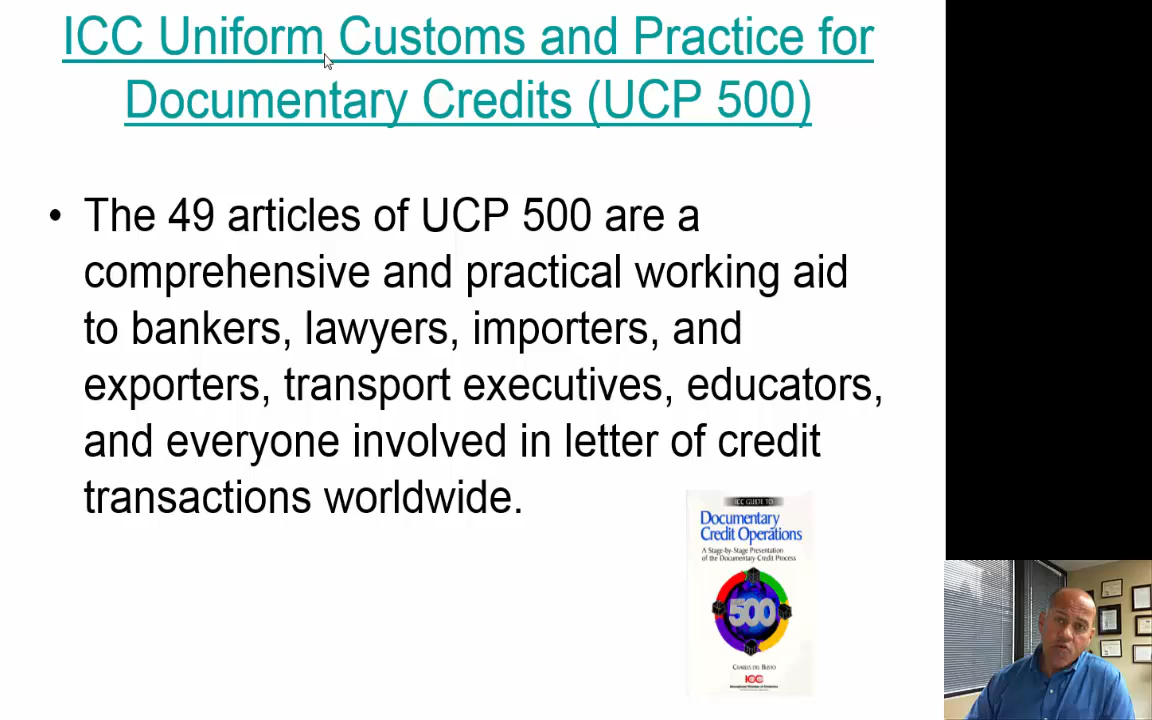 ICC Uniform Customs and Practice for
Documentary Credits (UCP 500)
• The 49 articles of UCP 500 are a
comprehensive and practical working aid
to bankers, lawyers, importers, and
exporters, transport executives, educators,
and everyone involved in letter of credit
transactions worldwide.
ICC GUIDE TO
Documentary
Credit Operations
A Stage-by-Stage Presentation
of the Documentary Credit Process
500
CHARLES DEL BUSTO
ICC